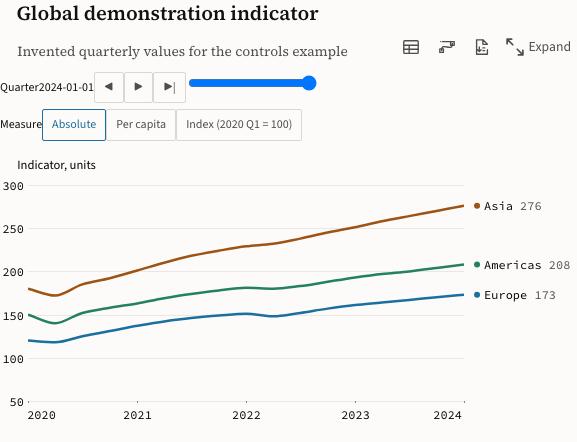 Global demonstration indicator
Invented quarterly values for the controls example
Expand
Quarter 2024-01-01
Measure Absolute Per capita Index (2020 Q1 = 100)
Indicator, units
300
250
200
150
100
50
Asia 276
Americas 208
Europe 173
2020 2021 2022 2023 2024